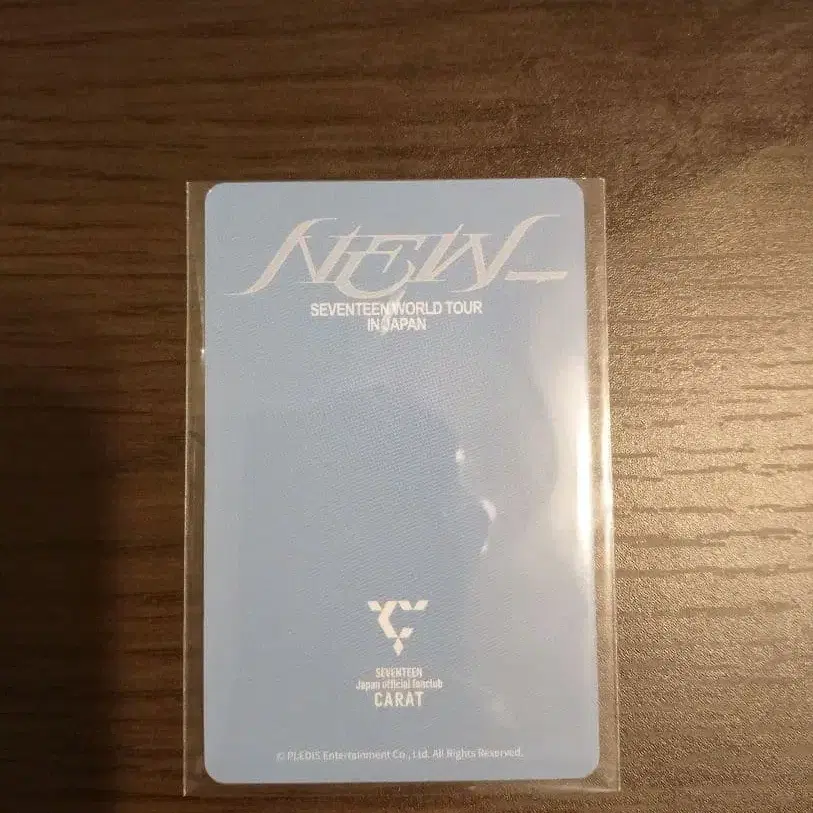 NEW_
SEVENTEEN WORLD TOUR
IN JAPAN
SEVENTEEN
Japan official fanclub
CARAT
© PLEDIS Entertainment Co., Ltd. All Rights Reserved.